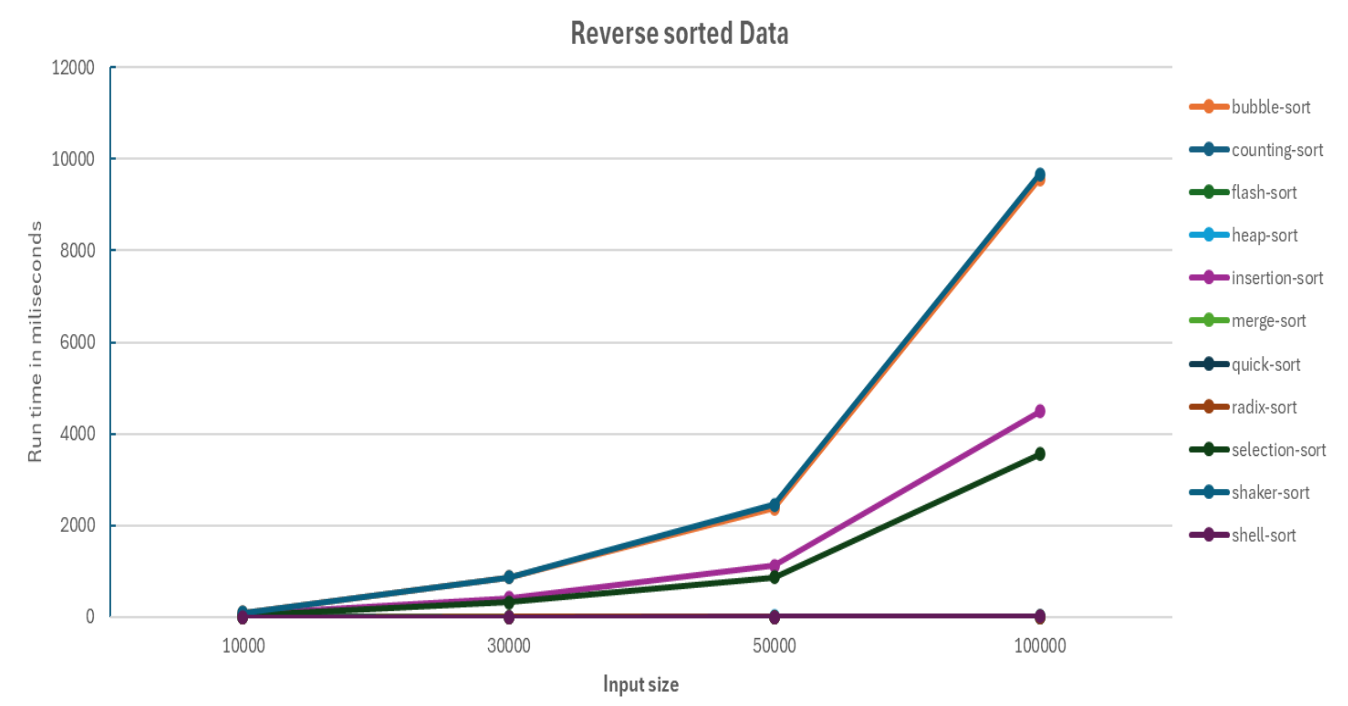 Reverse sorted Data
12000
10000
8000
6000
4000
2000
0
Run time in miliseconds
10000 30000 50000 100000
Input size
bubble-sort
counting-sort
flash-sort
heap-sort
insertion-sort
merge-sort
quick-sort
radix-sort
selection-sort
shaker-sort
shell-sort